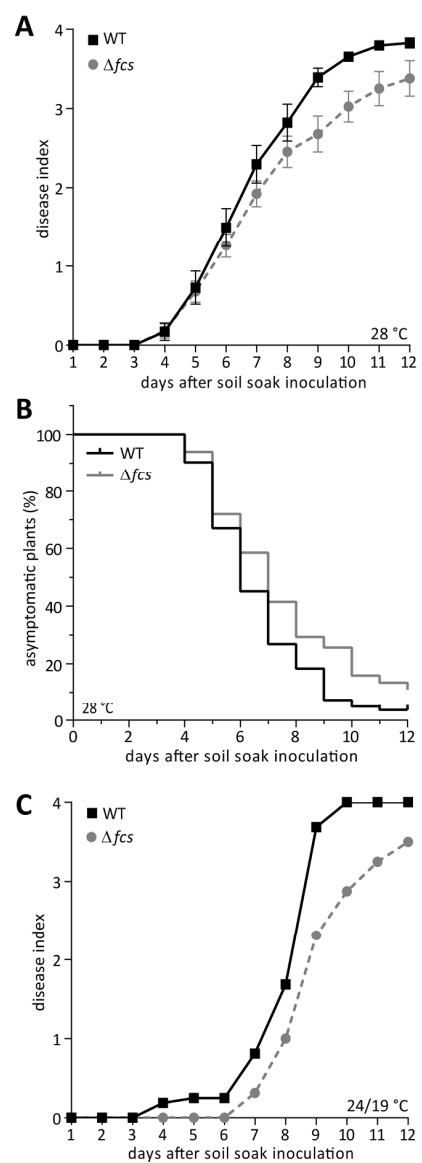 A
WT
Δfcs
4
3
2
1
0
disease index
28 °C
1 2 3 4 5 6 7 8 9 10 11 12
days after soil soak inoculation
B
100
80
60
40
20
0
asymptomatic plants (%)
WT
Δfcs
28 °C
0 2 4 6 8 10 12
days after soil soak inoculation
C
WT
Δfcs
4
3
2
1
0
disease index
24/19 °C
1 2 3 4 5 6 7 8 9 10 11 12
days after soil soak inoculation